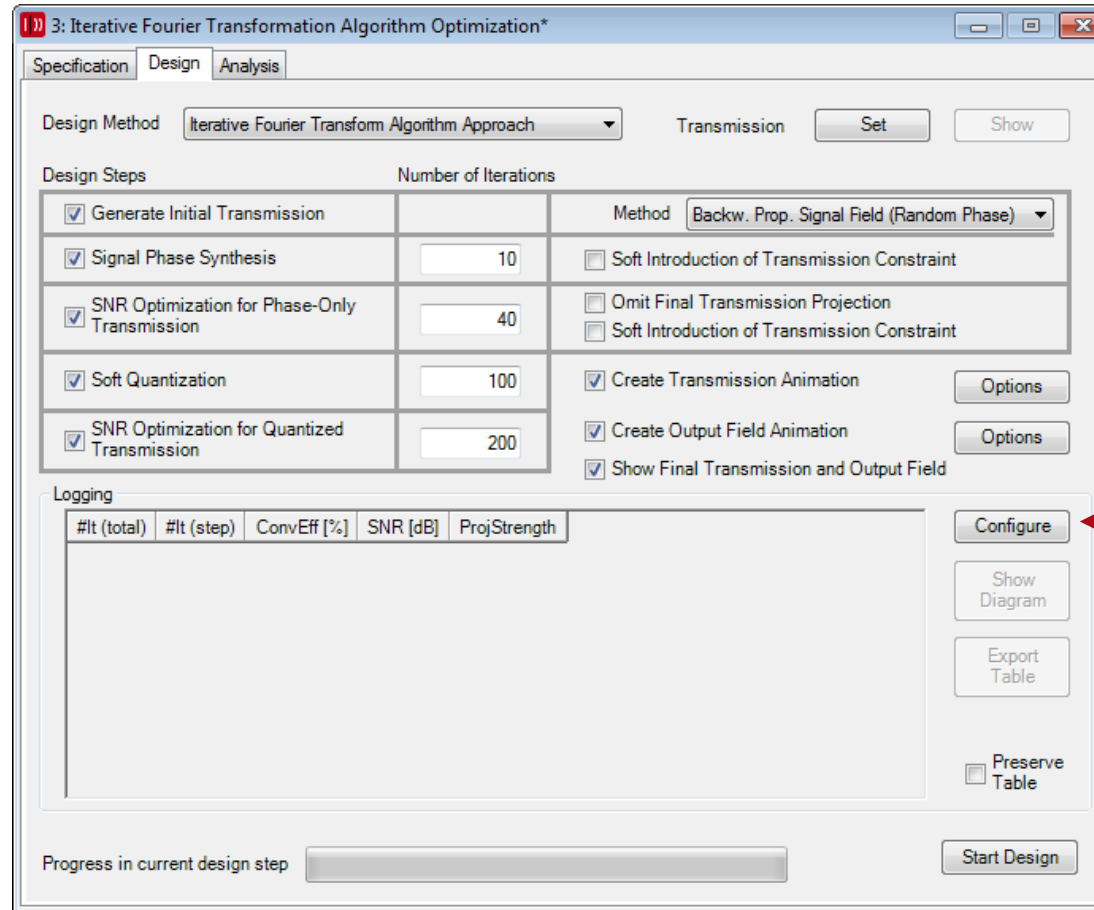 3: Iterative Fourier Transformation Algorithm Optimization*
Specification Design Analysis
Design Method Iterative Fourier Transform Algorithm Approach Transmission Set Show
Design Steps Number of Iterations
Generate Initial Transmission Method Backw. Prop. Signal Field (Random Phase)
Signal Phase Synthesis 10 Soft Introduction of Transmission Constraint
SNR Optimization for Phase-Only Transmission 40 Omit Final Transmission Projection
Soft Introduction of Transmission Constraint
Soft Quantization 100 Create Transmission Animation Options
SNR Optimization for Quantized Transmission 200 Create Output Field Animation Options
Show Final Transmission and Output Field
Logging
#It (total) #It (step) ConvEff [%] SNR [dB] ProjStrength Configure
Show
Diagram
Export
Table
Preserve
Table
Progress in current design step Start Design